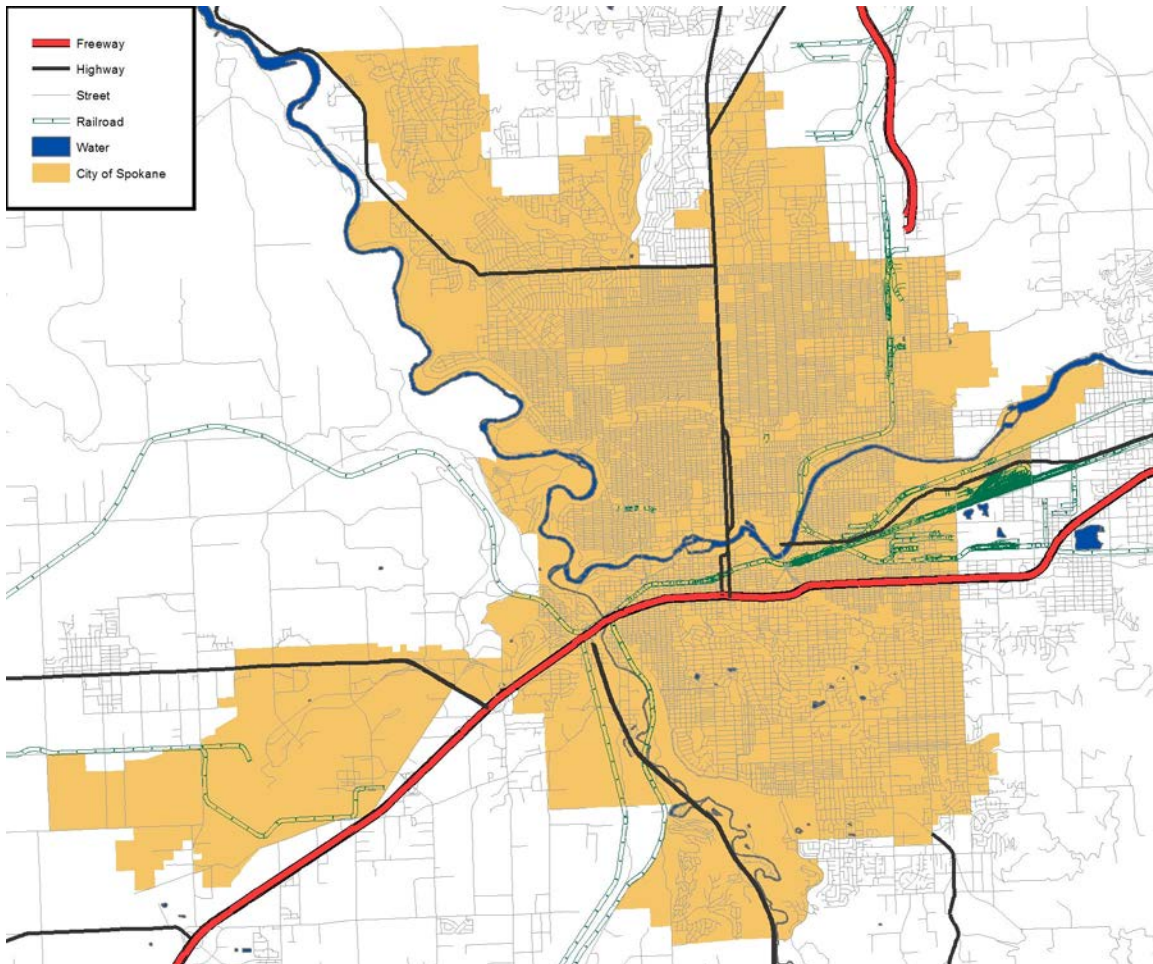 Freeway
Highway
Street
Railroad
Water
City of Spokane